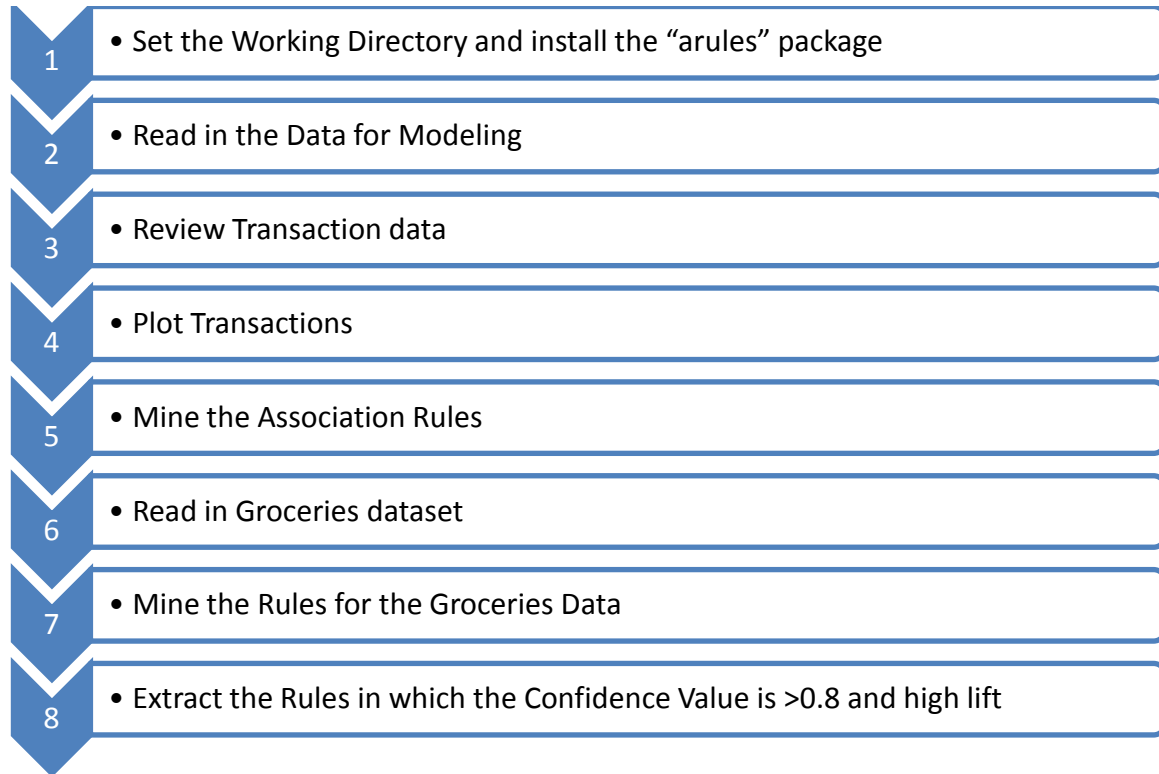 1 • Set the Working Directory and install the “arules” package
2 • Read in the Data for Modeling
3 • Review Transaction data
4 • Plot Transactions
5 • Mine the Association Rules
6 • Read in Groceries dataset
7 • Mine the Rules for the Groceries Data
8 • Extract the Rules in which the Confidence Value is >0.8 and high lift